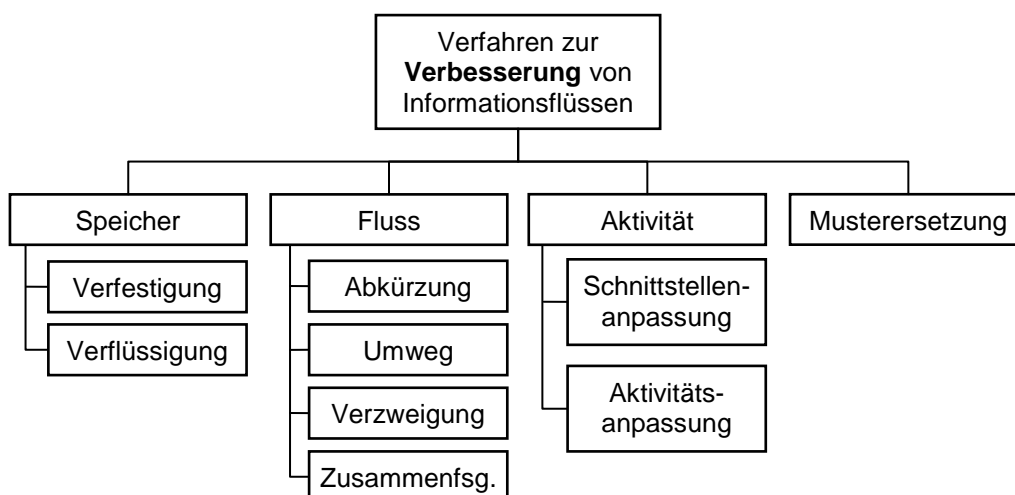 Verfahren zur
Verbesserung von
Informationsflüssen
Speicher
Fluss
Aktivität
Musterersetzung
Verfestigung
Verflüssigung
Abkürzung
Umweg
Verzweigung
Zusammenfsg.
Schnittstellen-
anpassung
Aktivitäts-
anpassung